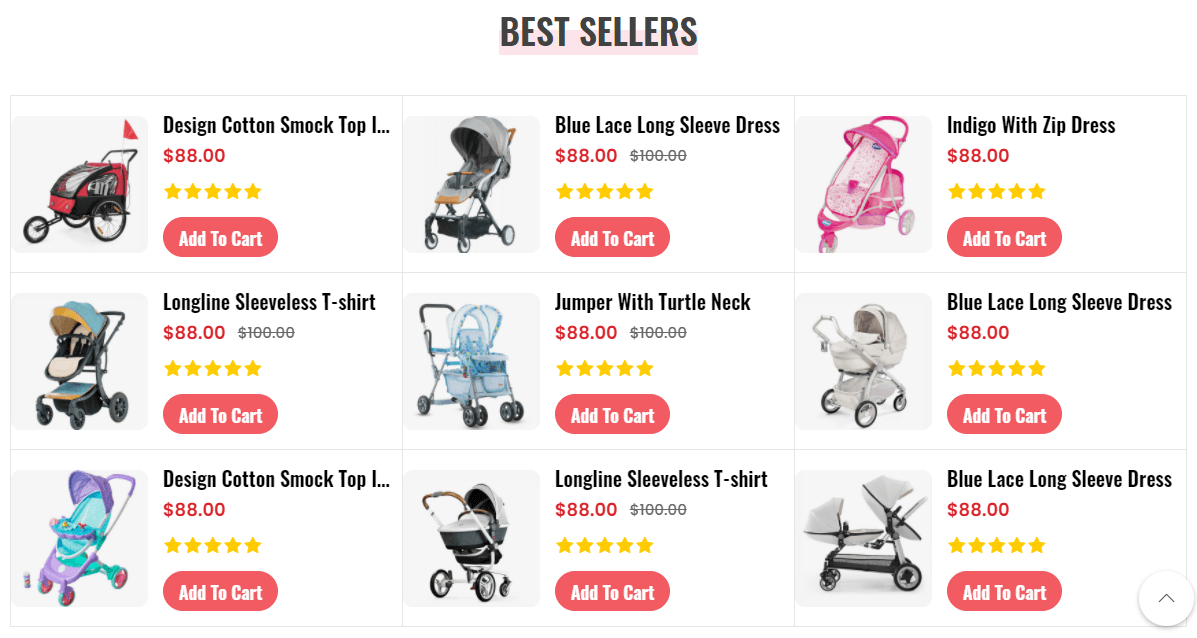 BEST SELLERS
Design Cotton Smock Top I...
$88.00
Add To Cart
Blue Lace Long Sleeve Dress
$88.00 $100.00
Add To Cart
Indigo With Zip Dress
$88.00
Add To Cart
Longline Sleeveless T-shirt
$88.00 $100.00
Add To Cart
Jumper With Turtle Neck
$88.00 $100.00
Add To Cart
Blue Lace Long Sleeve Dress
$88.00
Add To Cart
Design Cotton Smock Top I...
$88.00
Add To Cart
Longline Sleeveless T-shirt
$88.00 $100.00
Add To Cart
Blue Lace Long Sleeve Dress
$88.00
Add To Cart